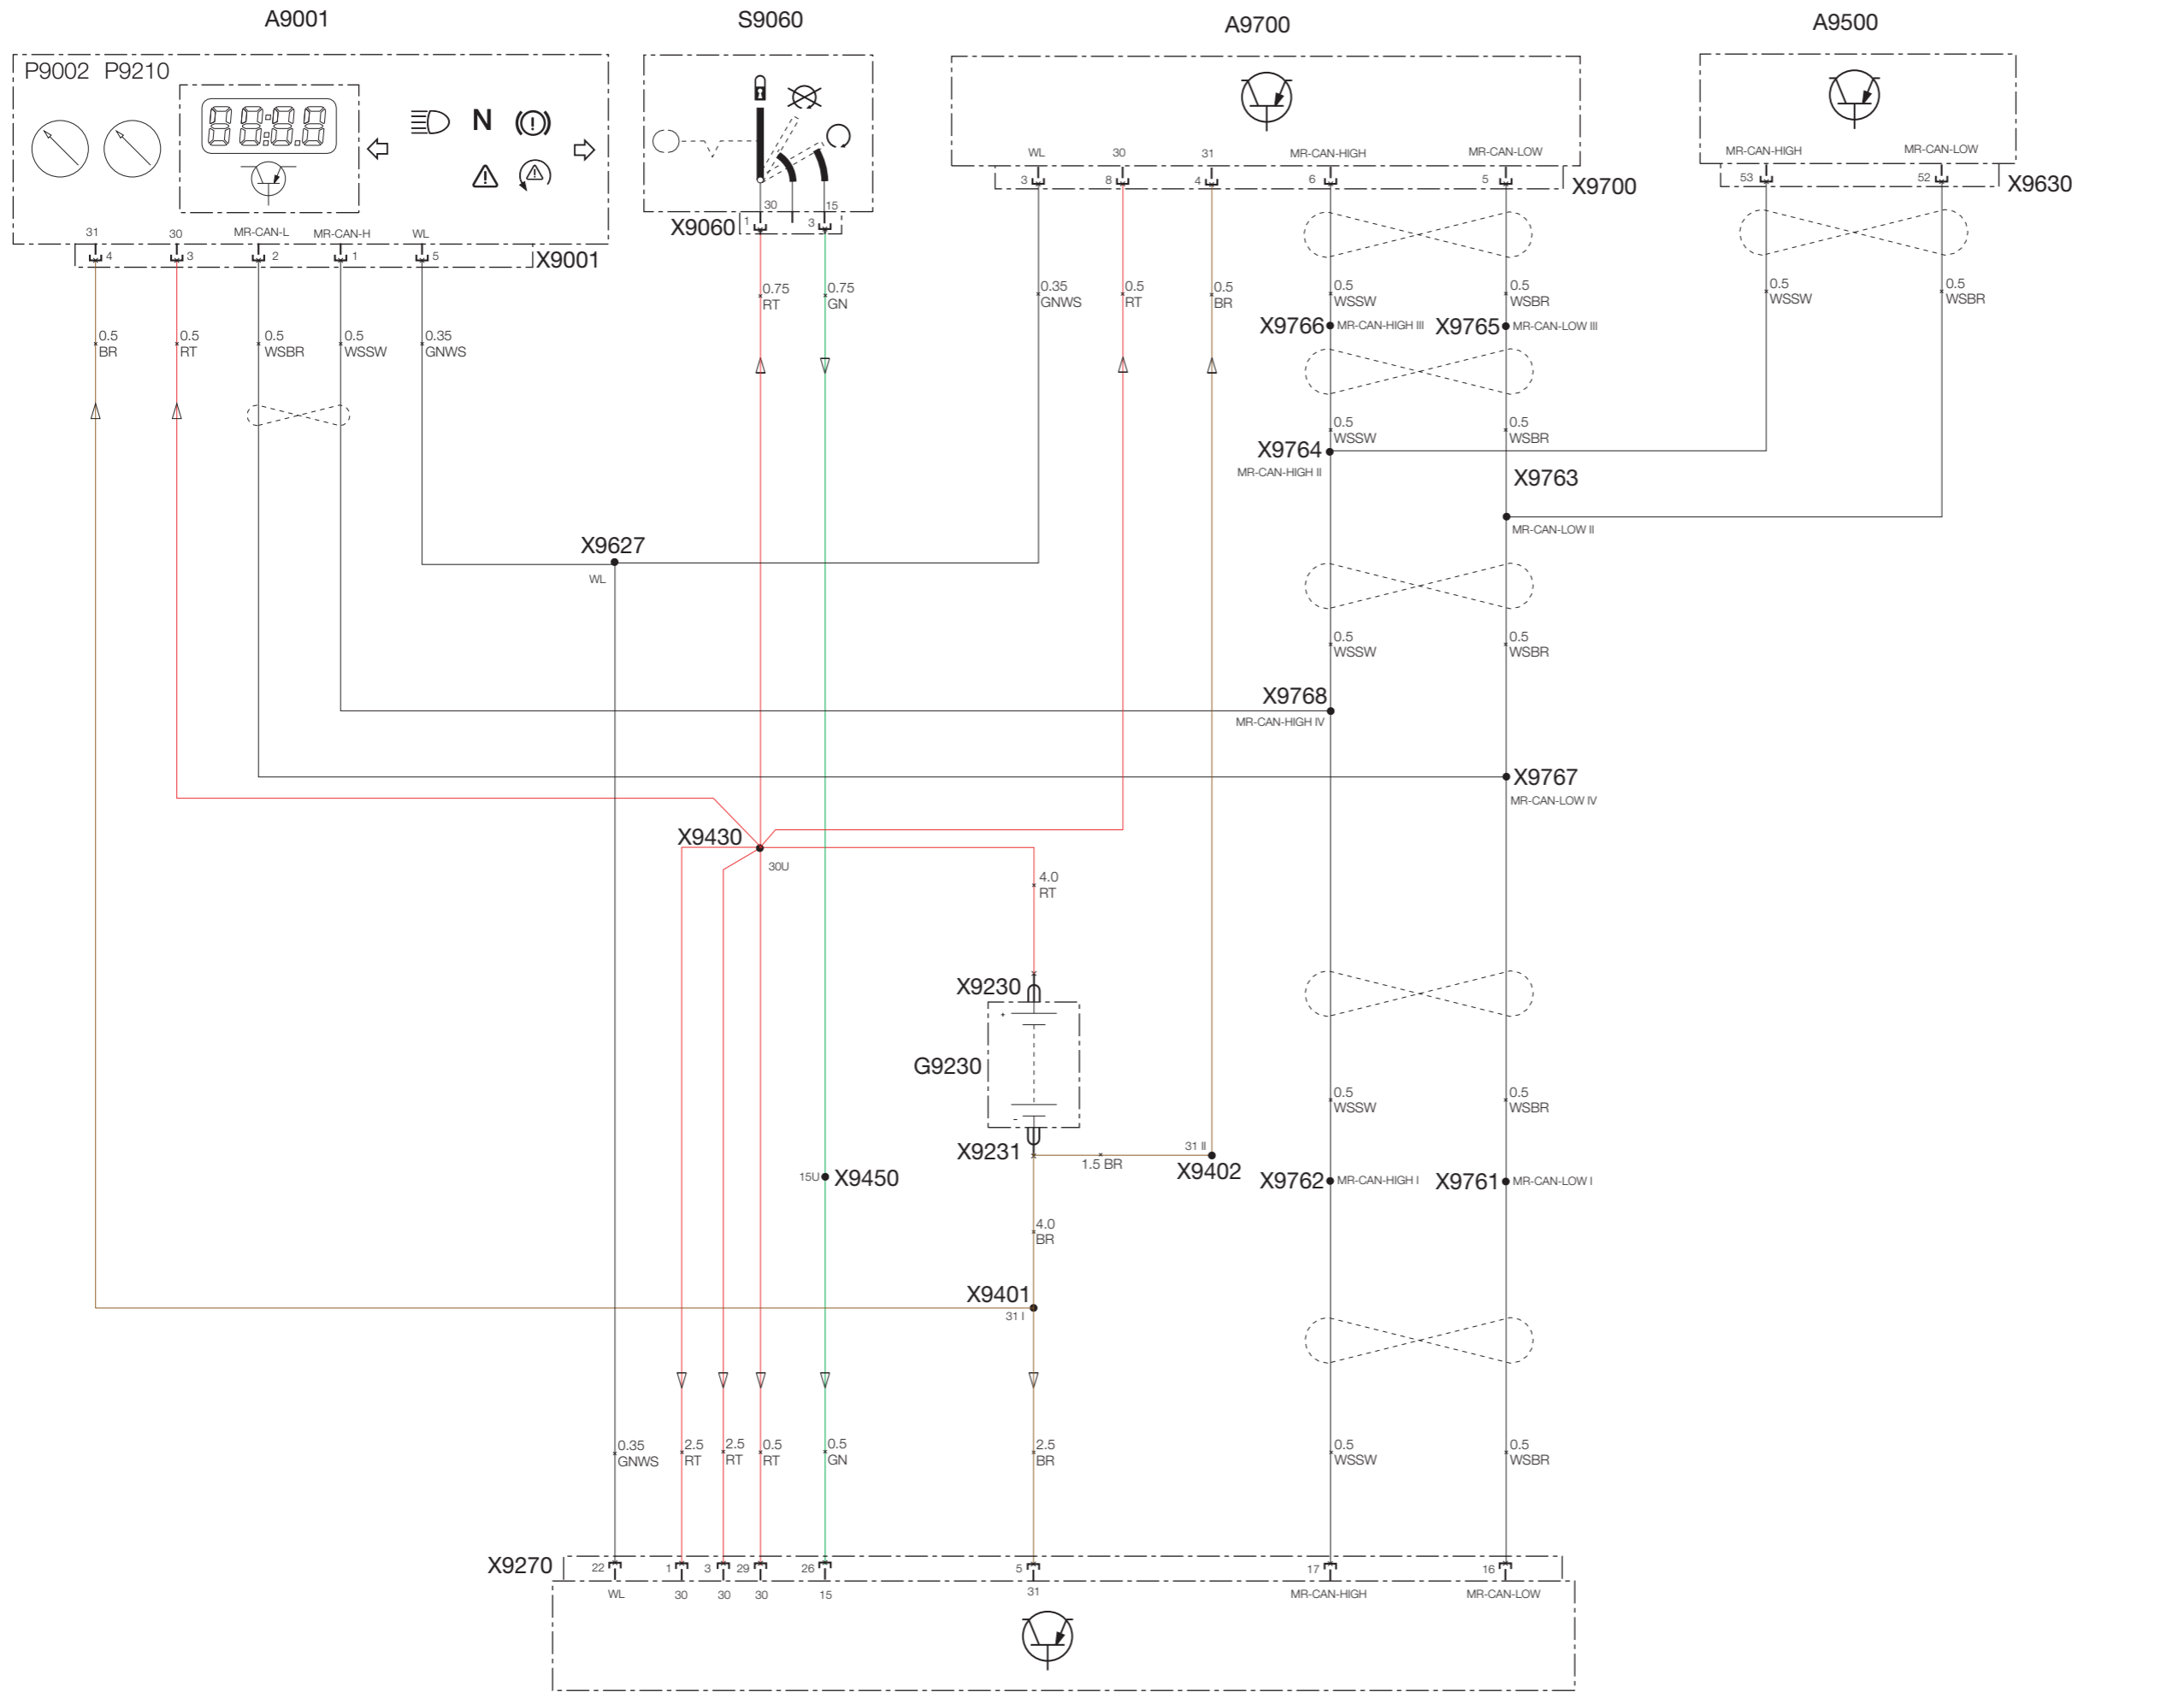 A9001
S9060
A9700
A9500
P9002 P9210
88:8.8
N
31
30
MR-CAN-L
MR-CAN-H
WL
4
3
2
1
5
X9001
30
15
X9060
1
3
WL
30
31
MR-CAN-HIGH
MR-CAN-LOW
3
8
4
6
5
X9700
MR-CAN-HIGH
MR-CAN-LOW
53
52
X9630
0.75
RT
0.75
GN
0.35
GNWS
0.5
RT
0.5
BR
0.5
WSSW
0.5
WSBR
0.5
WSSW
0.5
WSBR
0.5
BR
0.5
RT
0.5
WSBR
0.5
WSSW
0.35
GNWS
X9766
MR-CAN-HIGH III
X9765
MR-CAN-LOW III
0.5
WSSW
0.5
WSBR
X9764
MR-CAN-HIGH II
X9763
MR-CAN-LOW II
X9627
WL
0.5
WSSW
0.5
WSBR
X9768
MR-CAN-HIGH IV
X9767
MR-CAN-LOW IV
X9430
30U
4.0
RT
X9230
+
G9230
-
X9231
1.5 BR
31 II
X9402
0.5
WSSW
0.5
WSBR
15U
X9450
X9762
MR-CAN-HIGH I
X9761
MR-CAN-LOW I
4.0
BR
X9401
31 I
0.35
GNWS
2.5
RT
2.5
RT
0.5
RT
0.5
GN
2.5
BR
0.5
WSSW
0.5
WSBR
X9270
22
1
3
29
26
5
17
16
WL
30
30
30
15
31
MR-CAN-HIGH
MR-CAN-LOW